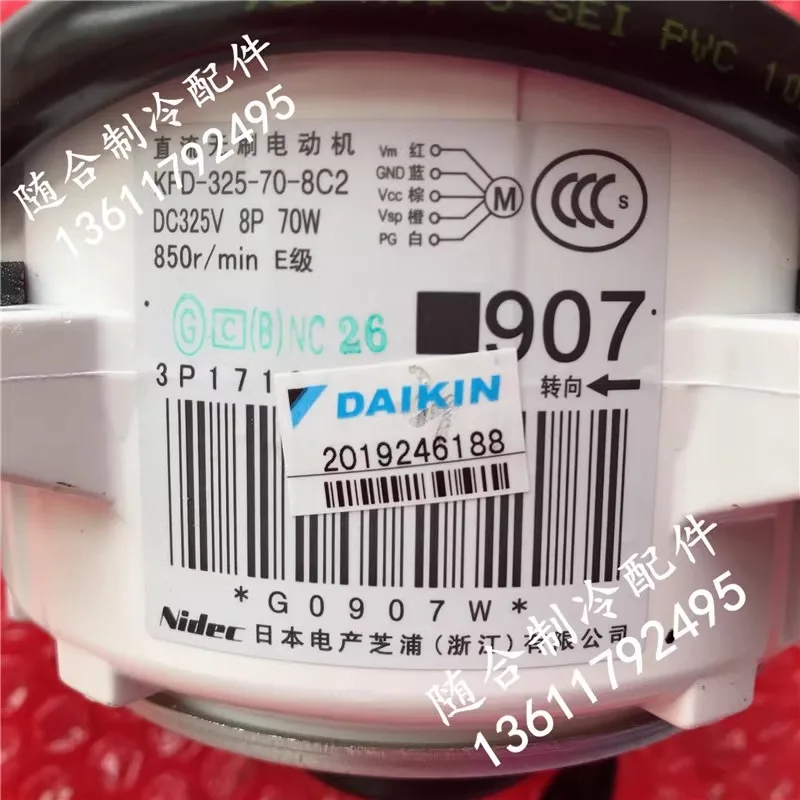 -SEI PVC 10
随合制冷配件
13611792495
直流无刷电动机
KFD-325-70-8C2
DC325V 8P 70W
850r/min E级
Vm 红
GND 蓝
Vcc 棕
Vsp 橙
PG 白
M
CCC S
G C (B) NC 26
907
3P171
转向
DAIKIN
2019246188
*G0907W*
Nidec 日本电产芝浦(浙江)有限公司
随合制冷配件
13611792495